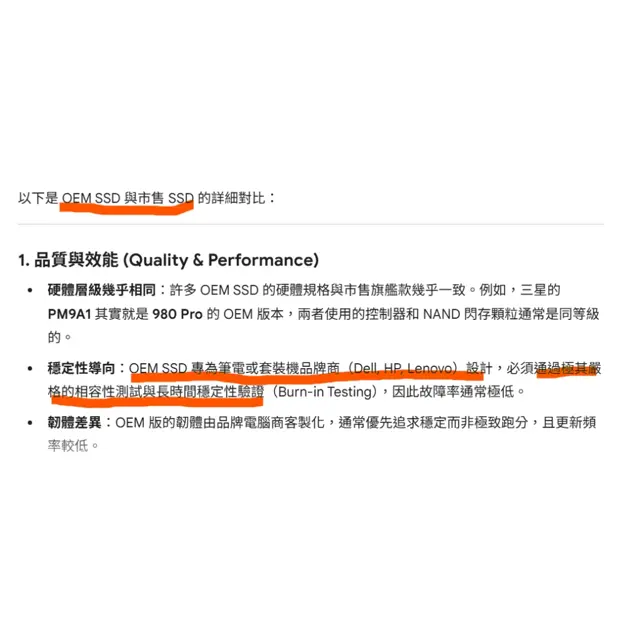 以下是 OEM SSD 與市售 SSD 的詳細對比：
1. 品質與效能 (Quality & Performance)
• 硬體層級幾乎相同：許多 OEM SSD 的硬體規格與市售旗艦款幾乎一致。例如，三星的
PM9A1 其實就是 980 Pro 的 OEM 版本，兩者使用的控制器和 NAND 閃存顆粒通常是同等級
的。
• 穩定性導向：OEM SSD 專為筆電或套裝機品牌商（Dell, HP, Lenovo）設計，必須通過極其嚴
格的相容性測試與長時間穩定性驗證（Burn-in Testing），因此故障率通常極低。
• 韌體差異：OEM 版的韌體由品牌電腦商客製化，通常優先追求穩定而非極致跑分，且更新頻
率較低。